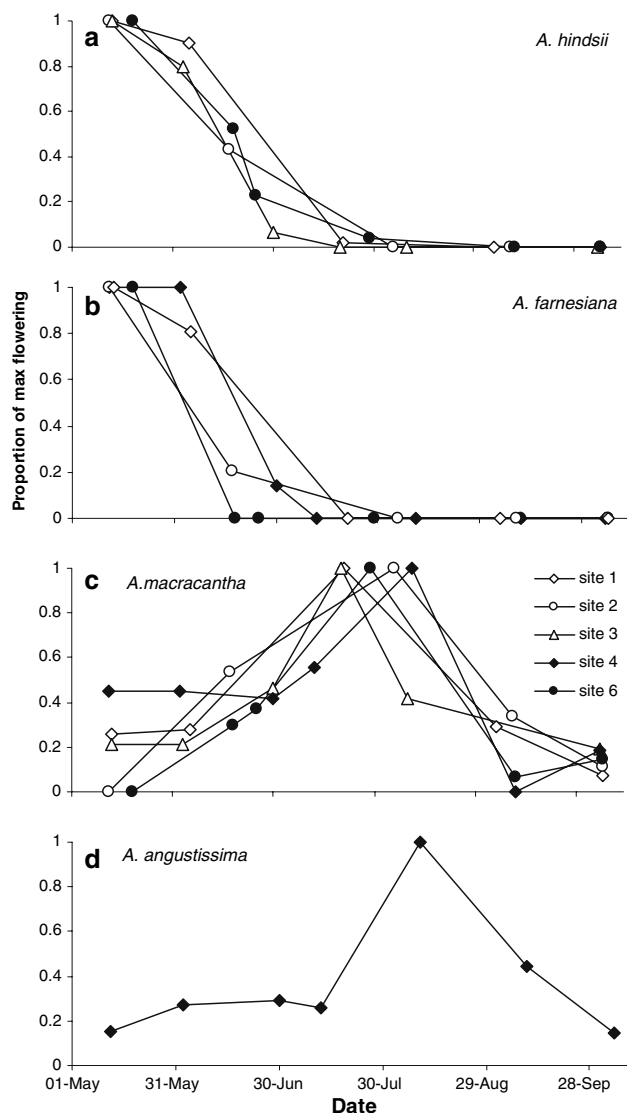 a
A. hindsii
1
0.8
0.6
0.4
0.2
0
b
A. farnesiana
1
0.8
0.6
0.4
0.2
0
Proportion of max flowering
c
A.macracantha
1
0.8
0.6
0.4
0.2
0
site 1
site 2
site 3
site 4
site 6
d
A. angustissima
1
0.8
0.6
0.4
0.2
0
01-May 31-May 30-Jun 30-Jul 29-Aug 28-Sep
Date